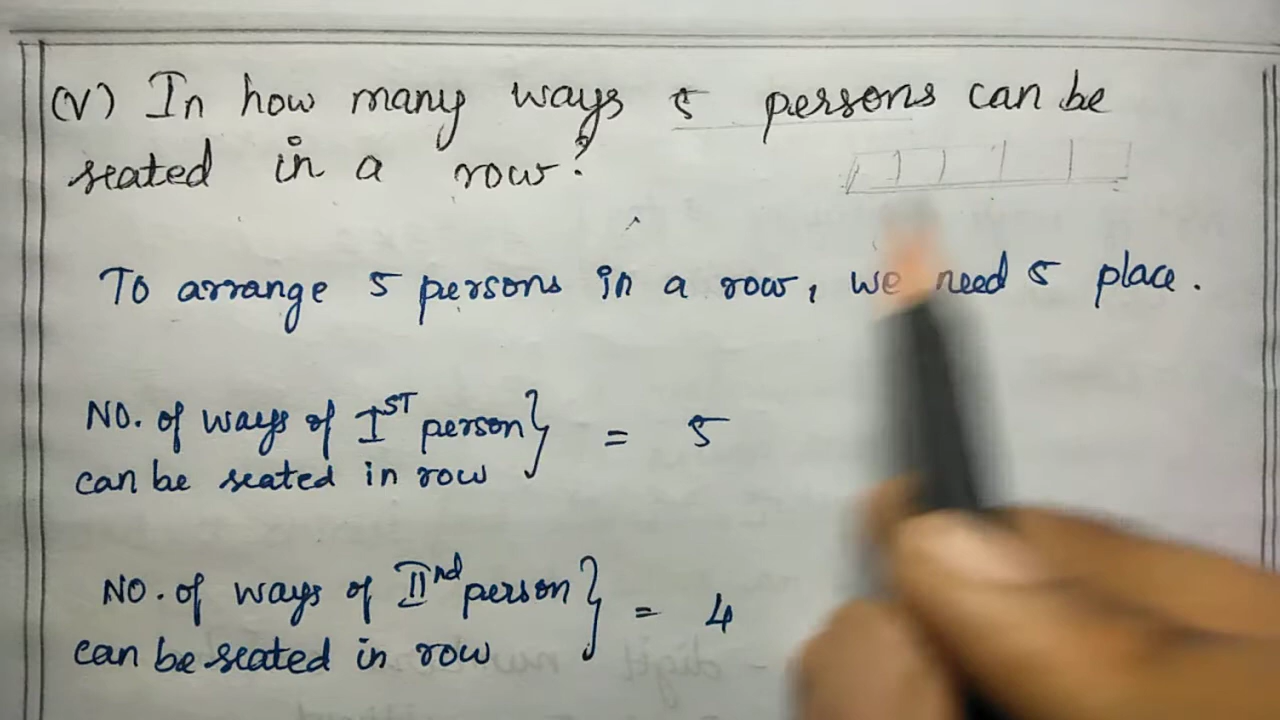 (V) In how many ways 5 persons can be
seated in a row?
To arrange 5 persons in a row, we need 5 place.
NO. of ways of Iˢᵀ person } = 5
can be seated in row
NO. of ways of IIⁿᵈ person } = 4
can be seated in row